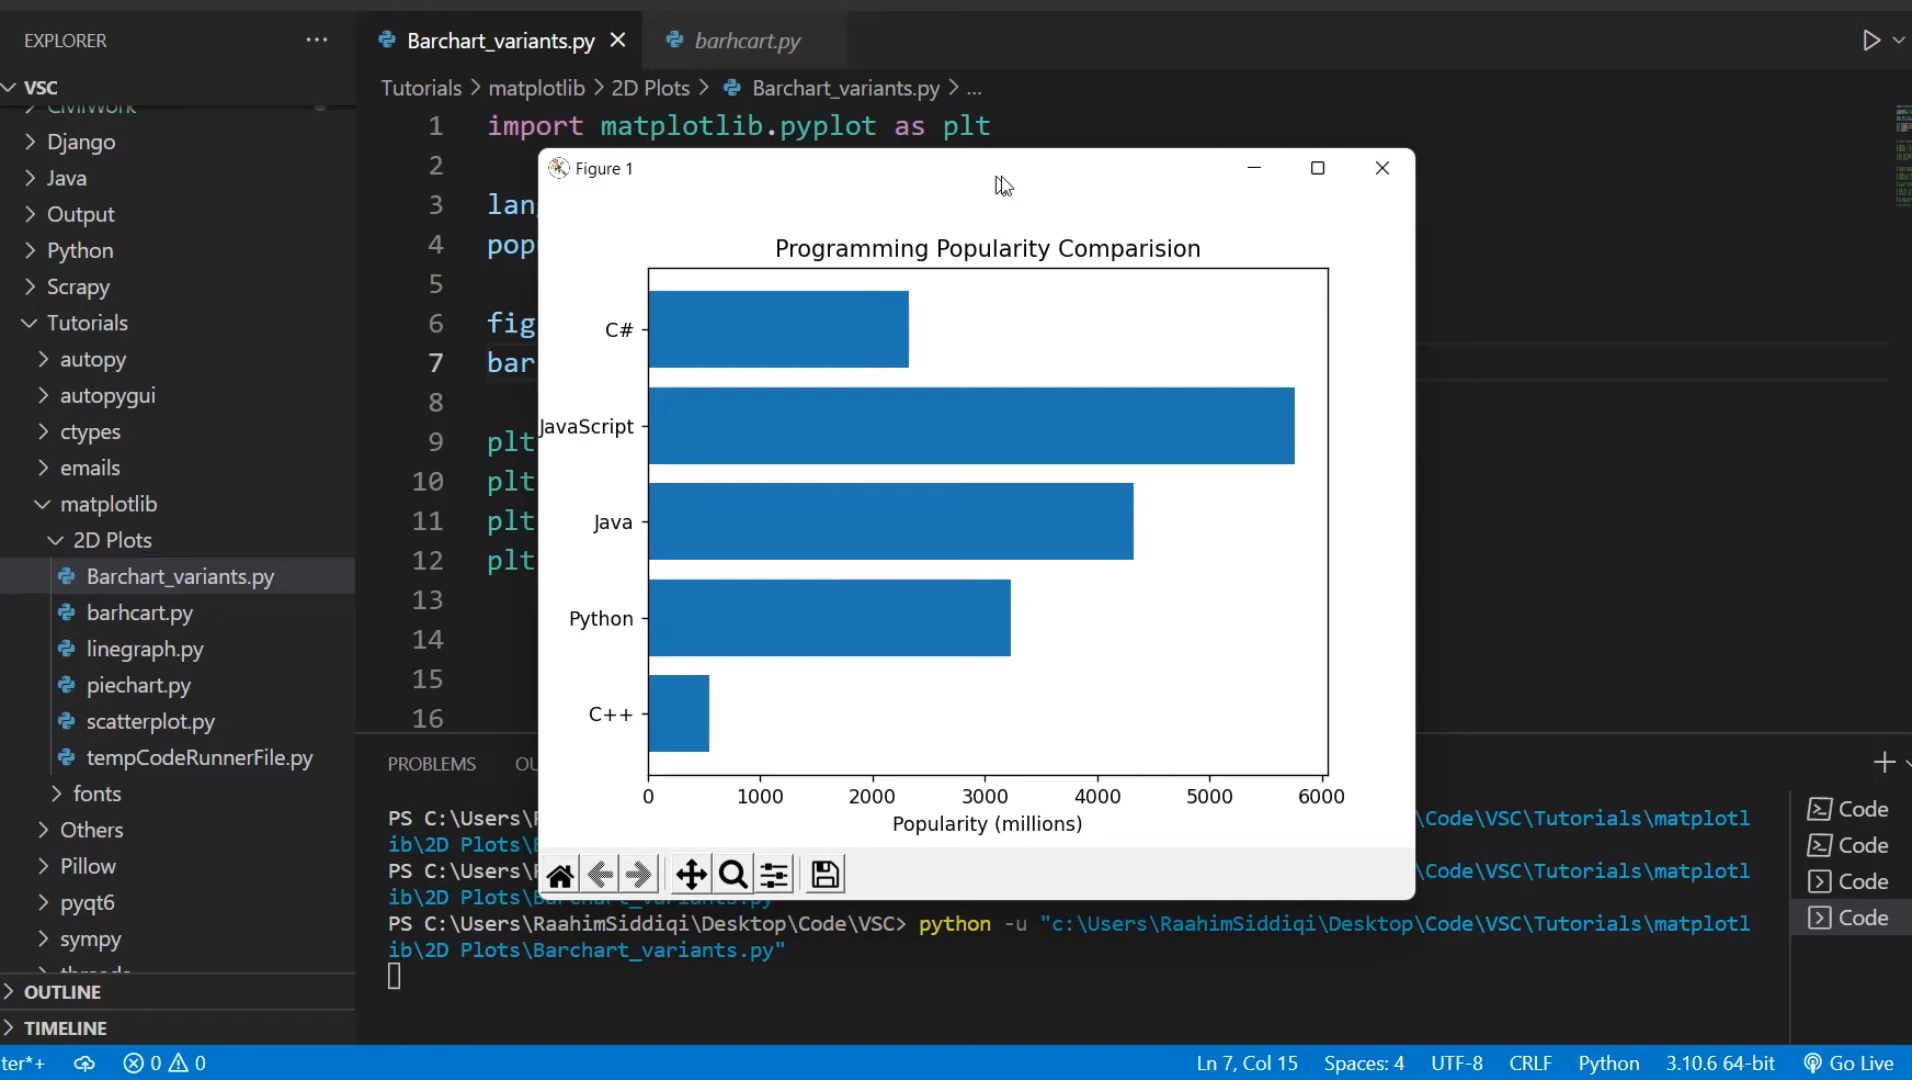 EXPLORER
VSC
CivilWork
Django
Java
Output
Python
Scrapy
Tutorials
autopy
autopygui
ctypes
emails
matplotlib
2D Plots
Barchart_variants.py
barhcart.py
linegraph.py
piechart.py
scatterplot.py
tempCodeRunnerFile.py
fonts
Others
Pillow
pyqt6
sympy
threads
OUTLINE
TIMELINE
Barchart_variants.py
barhcart.py
Tutorials > matplotlib > 2D Plots > Barchart_variants.py > ...
1 import matplotlib.pyplot as plt
2
3 lang
4 pop
5
6 fig
7 bar
8
9 plt
10 plt
11 plt
12 plt
13
14
15
16
Figure 1
Programming Popularity Comparision
C#
JavaScript
Java
Python
C++
0 1000 2000 3000 4000 5000 6000
Popularity (millions)
PROBLEMS OU
PS C:\Users\R \Code\VSC\Tutorials\matplotl
ib\2D Plots\B
PS C:\Users\R \Code\VSC\Tutorials\matplotl
ib\2D Plots\Barchart_variants.py
PS C:\Users\RaahimSiddiqi\Desktop\Code\VSC> python -u "c:\Users\RaahimSiddiqi\Desktop\Code\VSC\Tutorials\matplotl
ib\2D Plots\Barchart_variants.py"
Code
Code
Code
Code
ter*+ 0 0 Ln 7, Col 15 Spaces: 4 UTF-8 CRLF Python 3.10.6 64-bit Go Live